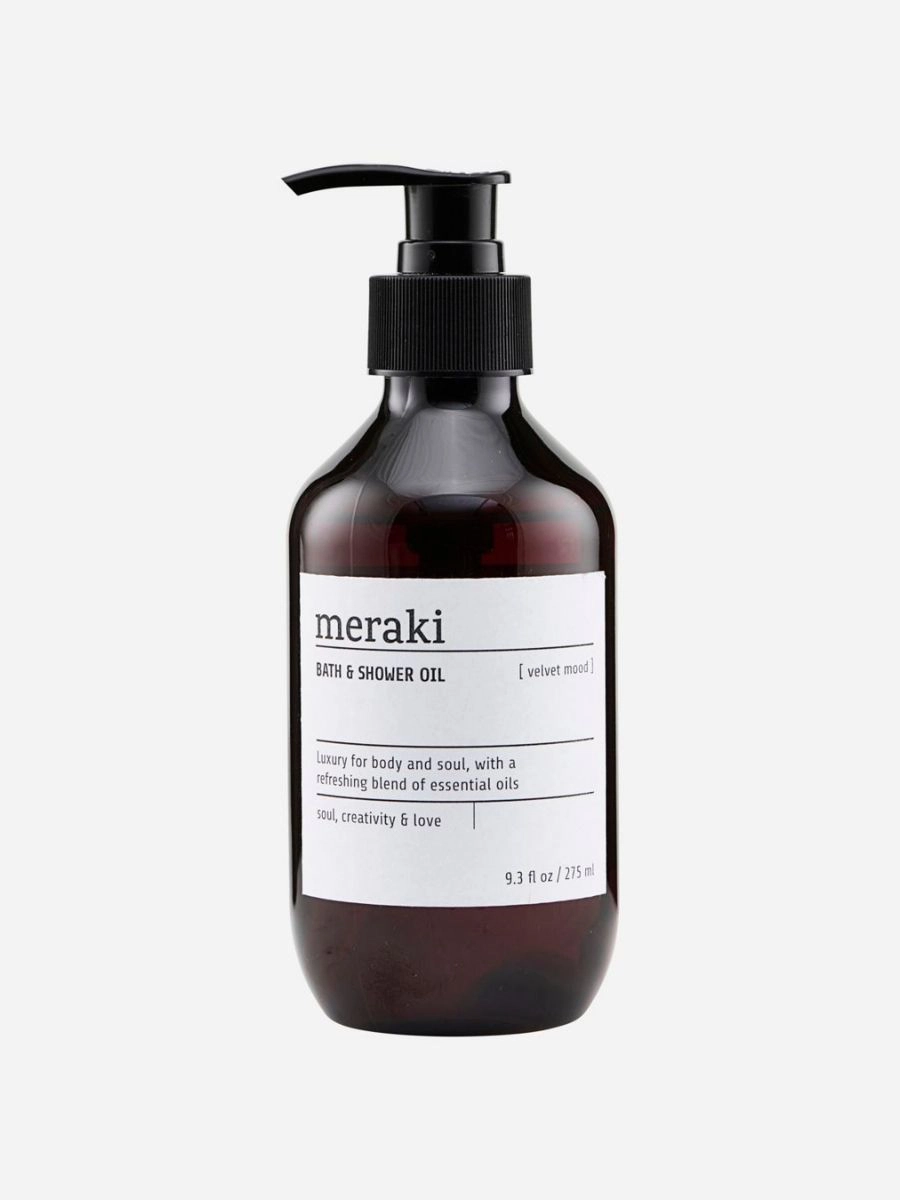 meraki
BATH & SHOWER OIL
[ velvet mood ]
Luxury for body and soul, with a
refreshing blend of essential oils
soul, creativity & love
9.3 fl oz / 275 ml